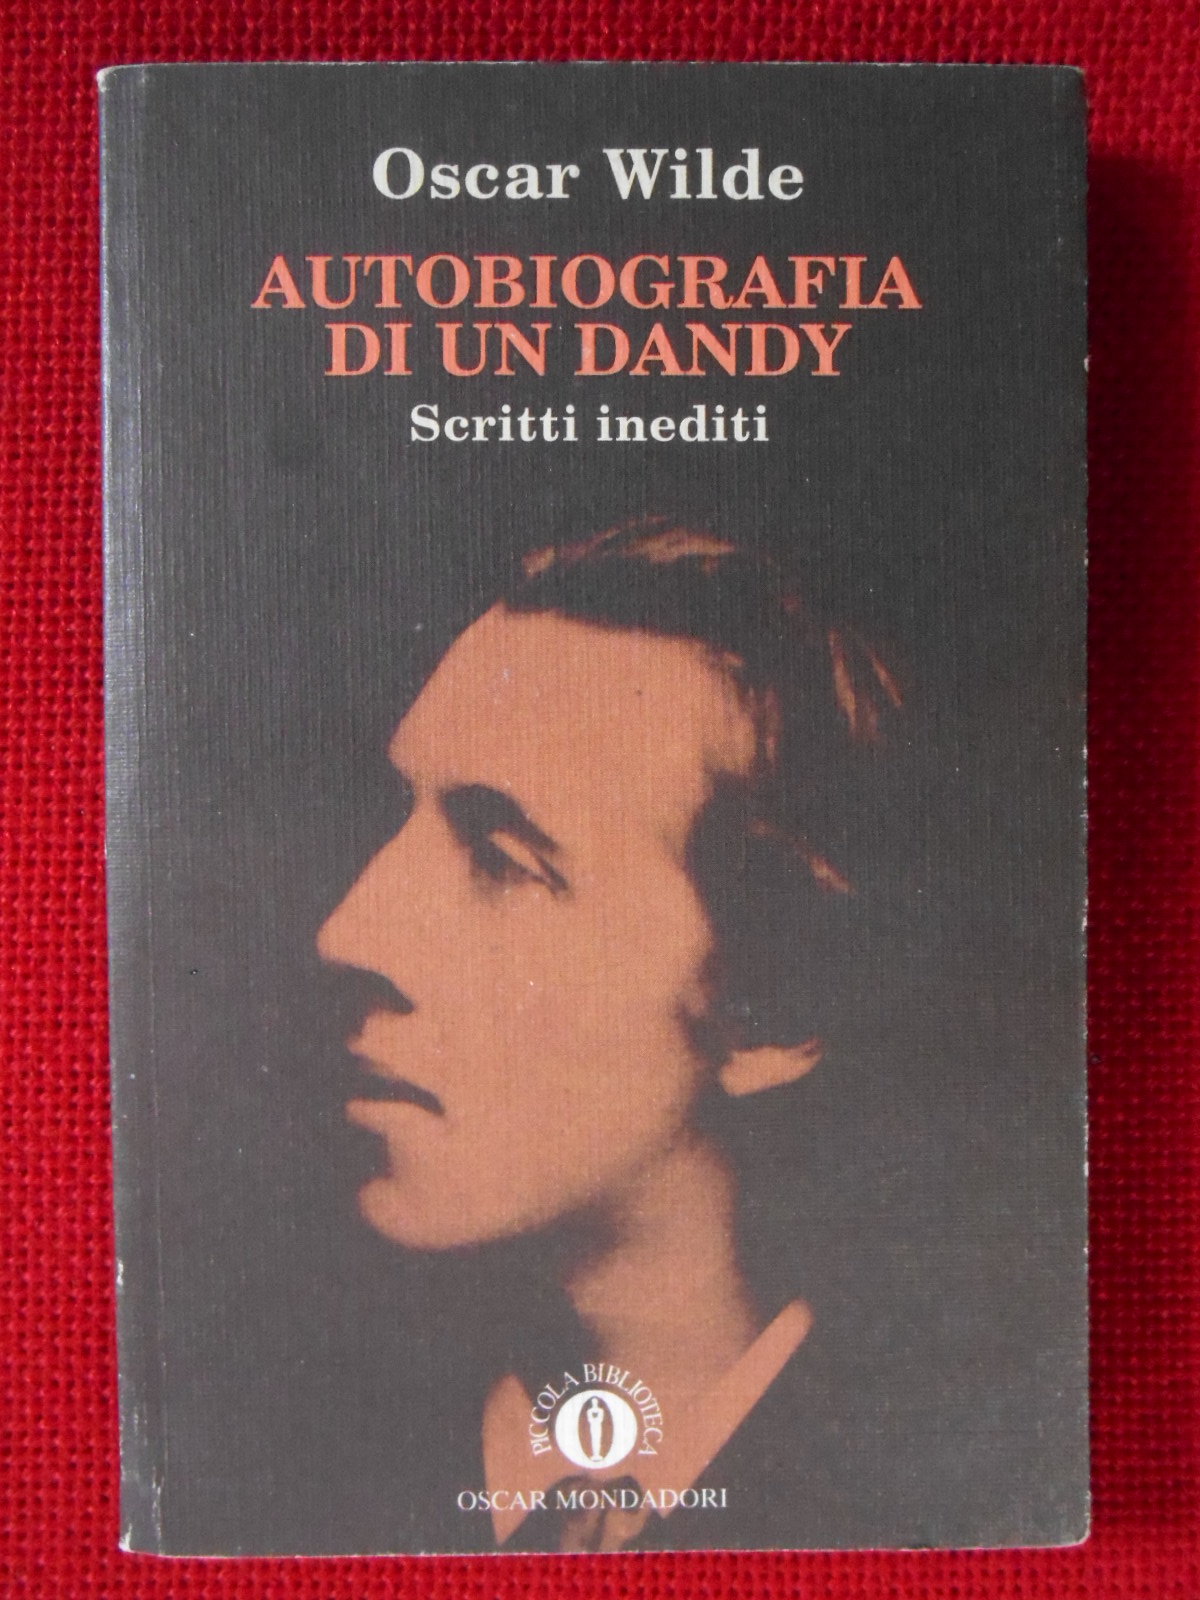 Oscar Wilde
AUTOBIOGRAFIA
DI UN DANDY
Scritti inediti
PICCOLA BIBLIOTECA
OSCAR MONDADORI